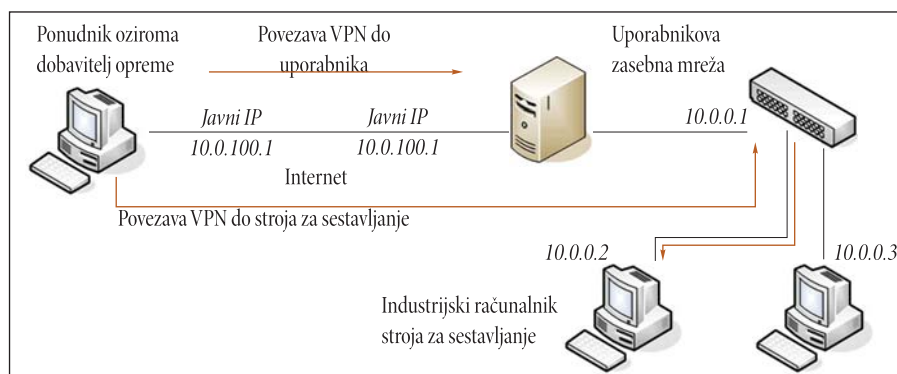 Ponudnik oziroma
dobavitelj opreme
Povezava VPN do
uporabnika
Uporabnikova
zasebna mreža
Javni IP
10.0.100.1
Javni IP
10.0.100.1
10.0.0.1
Internet
Povezava VPN do stroja za sestavljanje
10.0.0.2
10.0.0.3
Industrijski računalnik
stroja za sestavljanje